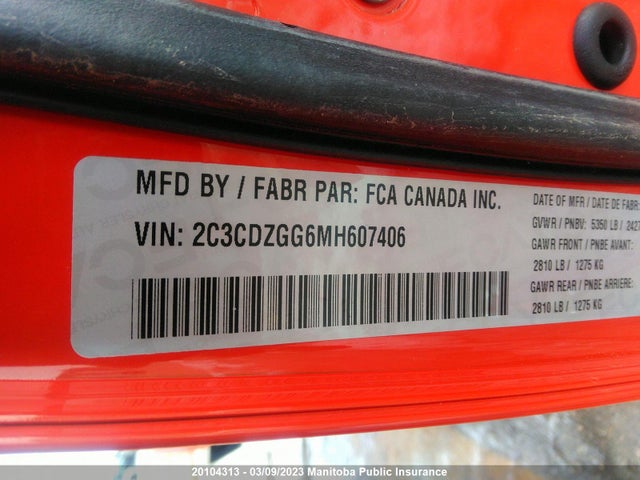 MFD BY / FABR PAR: FCA CANADA INC.
VIN: 2C3CDZGG6MH607406
DATE OF MFR / DATE DE FABR:
GVWR / PNBV: 5350 LB / 2427
GAWR FRONT / PNBE AVANT:
2810 LB / 1275 KG
GAWR REAR / PNBE ARRIERE:
2810 LB / 1275 KG
20104313 - 03/09/2023 Manitoba Public Insurance